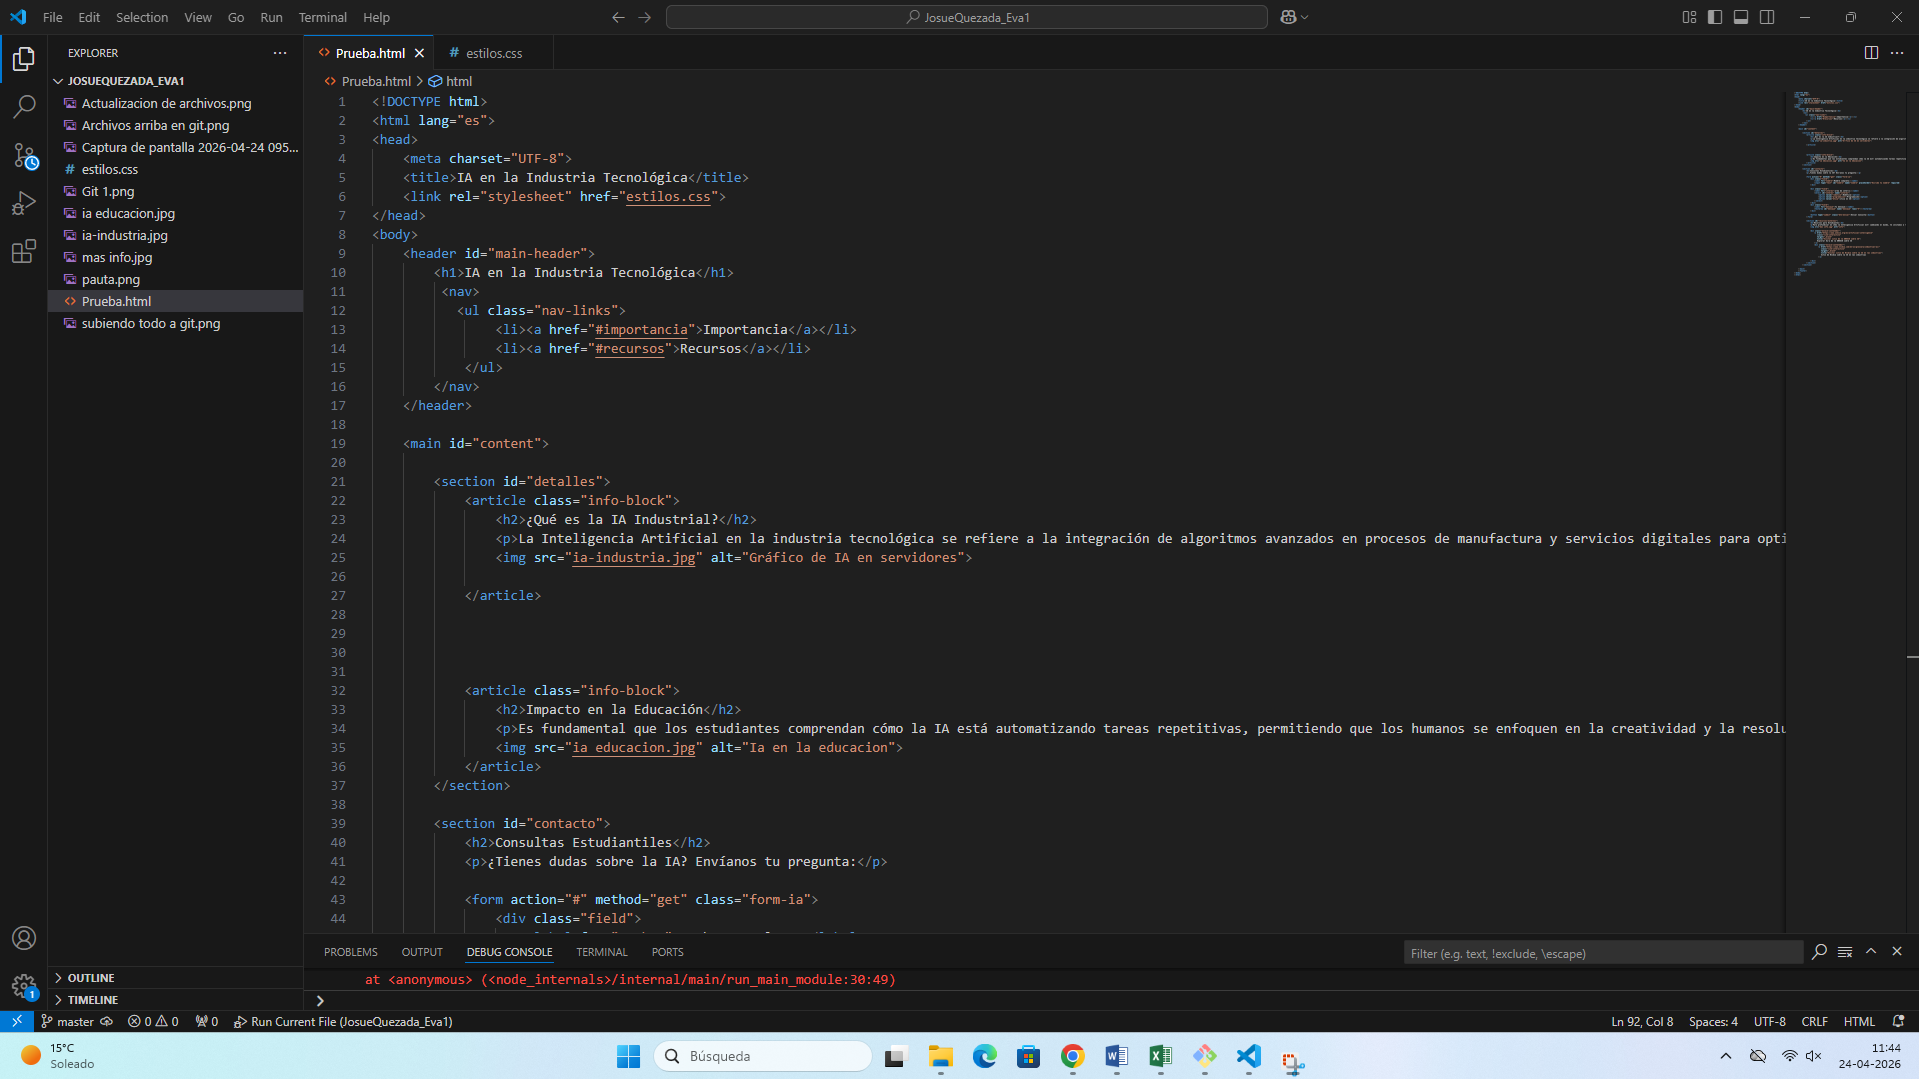 File Edit Selection View Go Run Terminal Help
JosueQuezada_Eva1
EXPLORER
JOSUEQUEZADA_EVA1
Actualizacion de archivos.png
Archivos arriba en git.png
Captura de pantalla 2026-04-24 095...
# estilos.css
Git 1.png
ia educacion.jpg
ia-industria.jpg
mas info.jpg
pauta.png
Prueba.html
subiendo todo a git.png
OUTLINE
TIMELINE
Prueba.html
# estilos.css
Prueba.html > html
1 <!DOCTYPE html>
2 <html lang="es">
3 <head>
4 <meta charset="UTF-8">
5 <title>IA en la Industria Tecnológica</title>
6 <link rel="stylesheet" href="estilos.css">
7 </head>
8 <body>
9 <header id="main-header">
10 <h1>IA en la Industria Tecnológica</h1>
11 <nav>
12 <ul class="nav-links">
13 <li><a href="#importancia">Importancia</a></li>
14 <li><a href="#recursos">Recursos</a></li>
15 </ul>
16 </nav>
17 </header>
18
19 <main id="content">
20
21 <section id="detalles">
22 <article class="info-block">
23 <h2>¿Qué es la IA Industrial?</h2>
24 <p>La Inteligencia Artificial en la industria tecnológica se refiere a la integración de algoritmos avanzados en procesos de manufactura y servicios digitales para opti
25 <img src="ia-industria.jpg" alt="Gráfico de IA en servidores">
26
27 </article>
28
29
30
31
32 <article class="info-block">
33 <h2>Impacto en la Educación</h2>
34 <p>Es fundamental que los estudiantes comprendan cómo la IA está automatizando tareas repetitivas, permitiendo que los humanos se enfoquen en la creatividad y la resolu
35 <img src="ia educacion.jpg" alt="Ia en la educacion">
36 </article>
37 </section>
38
39 <section id="contacto">
40 <h2>Consultas Estudiantiles</h2>
41 <p>¿Tienes dudas sobre la IA? Envíanos tu pregunta:</p>
42
43 <form action="#" method="get" class="form-ia">
44 <div class="field">
PROBLEMS OUTPUT DEBUG CONSOLE TERMINAL PORTS
Filter (e.g. text, !exclude, \escape)
at <anonymous> (<node_internals>/internal/main/run_main_module:30:49)
1
master 0 0 0 Run Current File (JosueQuezada_Eva1)
Ln 92, Col 8 Spaces: 4 UTF-8 CRLF HTML
15°C
Soleado
Búsqueda
11:44
24-04-2026